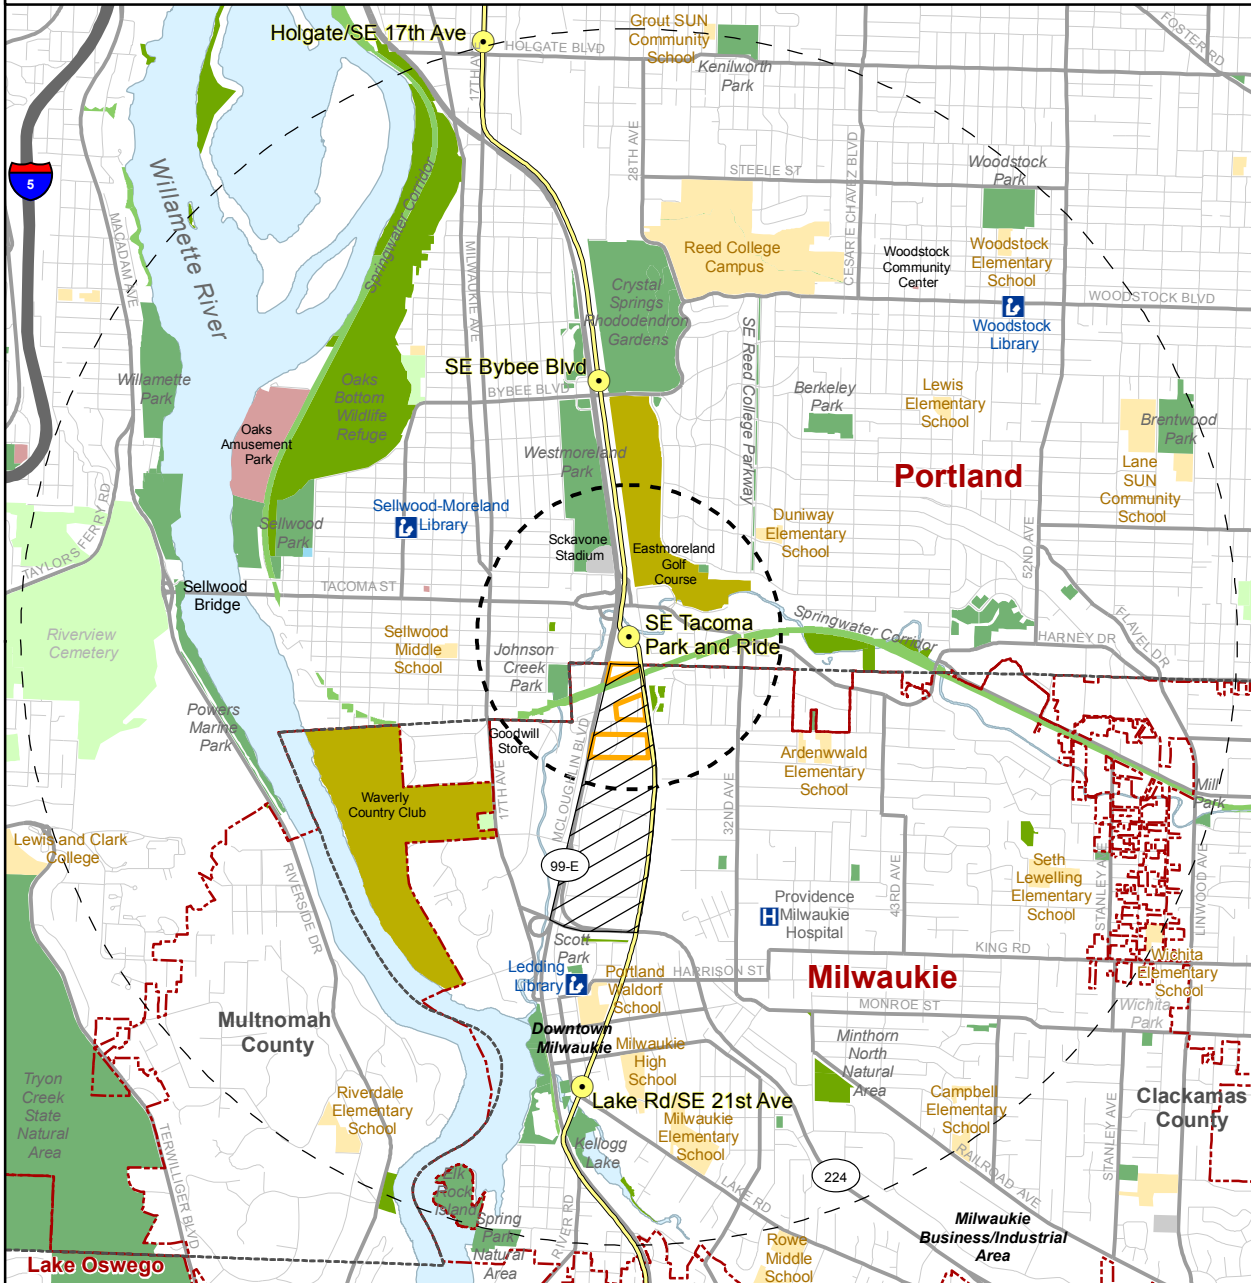 Holgate/SE 17th Ave
HOLGATE BLVD
17TH AVE
Grout SUN
Community
School
Kenilworth
Park
FOSTER RD
5
Willamette River
MACADAM AVE
Springwater Corridor
MILWAUKIE AVE
28TH AVE
STEELE ST
CESAR E CHAVEZ BLVD
Woodstock
Park
Reed College
Campus
Woodstock
Community
Center
Woodstock
Elementary
School
WOODSTOCK BLVD
Woodstock
Library
Crystal
Springs
Rhododendron
Gardens
SE Reed College Parkway
SE Bybee Blvd
BYBEE BLVD
Willamette
Park
Oaks
Bottom
Wildlife
Refuge
Oaks
Amusement
Park
Berkeley
Park
Lewis
Elementary
School
Brentwood
Park
Westmoreland
Park
Portland
Lane
SUN
Community
School
TAYLORS FERRY RD
Sellwood
Park
Sellwood-Moreland
Library
Sckavone
Stadium
Eastmoreland
Golf
Course
Duniway
Elementary
School
52ND AVE
Sellwood
Bridge
TACOMA ST
SE Tacoma
Park and Ride
Springwater Corridor
HARNEY DR
FLAVEL DR
Riverview
Cemetery
Sellwood
Middle
School
Johnson
Creek
Park
Powers
Marine
Park
Goodwill
Store
17TH AVE
MCLOUGHLIN BLVD
32ND AVE
Ardenwwald
Elementary
School
Mill
Park
Waverly
Country Club
Lewis and Clark
College
RIVERSIDE DR
99-E
43RD AVE
Seth
Lewelling
Elementary
School
STANLEY AVE
LINWOOD AVE
Providence
Milwaukie
Hospital
H
Scott
Park
KING RD
Ledding
Library
Portland
Waldorf
School
HARRISON ST
Milwaukie
MONROE ST
Wichita
Elementary
School
Wichita
Park
Multnomah
County
Downtown
Milwaukie
Milwaukie
High
School
Minthorn
North
Natural
Area
Tryon
Creek
State
Natural
Area
Riverdale
Elementary
School
Lake Rd/SE 21st Ave
Campbell
Elementary
School
Clackamas
County
Milwaukie
Elementary
School
Kellogg
Lake
TERWILLIGER BLVD
Elk
Rock
Island
LAKE RD
224
RAILROAD AVE
STANLEY AVE
Spring
Park
Natural
Area
RIVER RD
Milwaukie
Business/Industrial
Area
Rowe
Middle
School
Lake Oswego